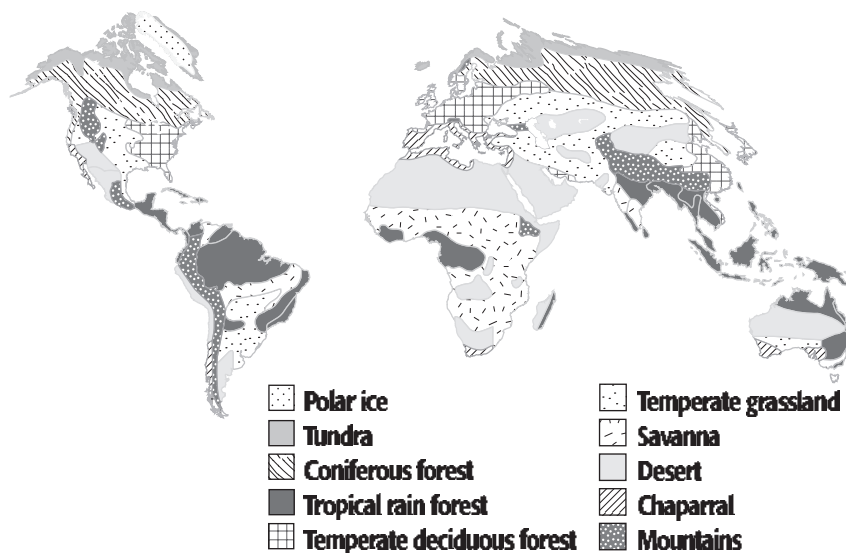 Polar ice
Tundra
Coniferous forest
Tropical rain forest
Temperate deciduous forest
Temperate grassland
Savanna
Desert
Chaparral
Mountains